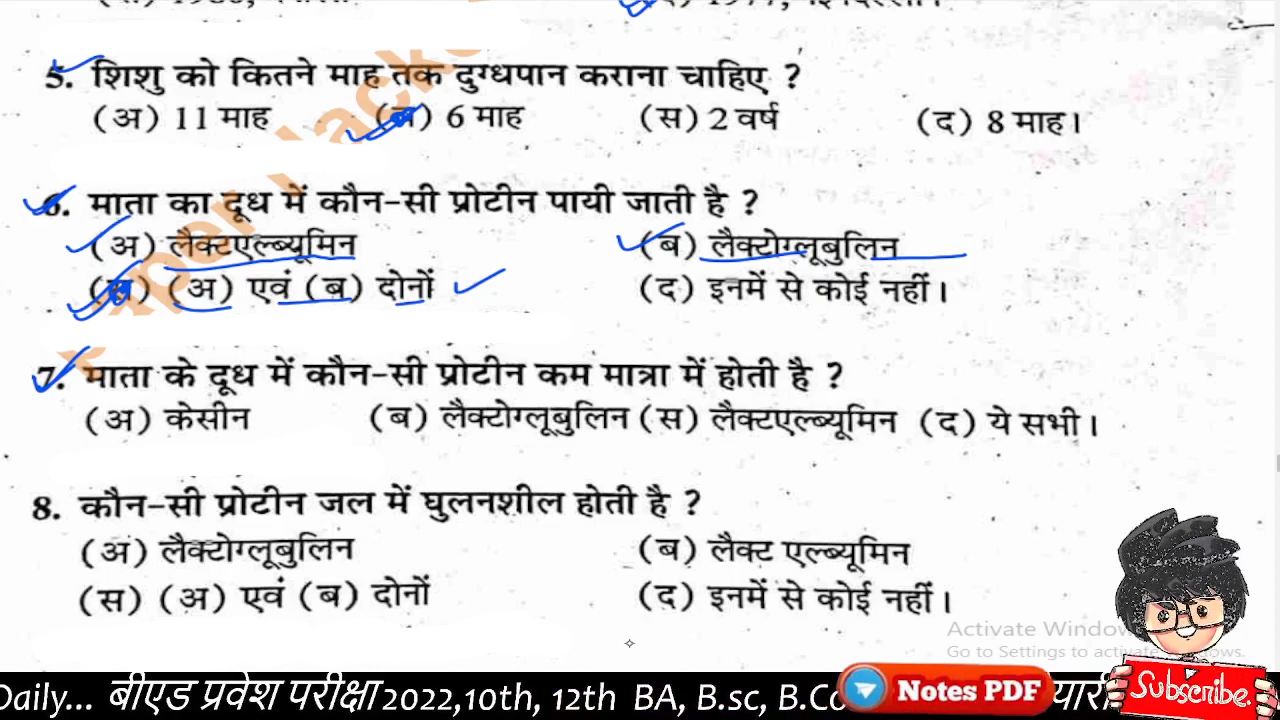 5. शिशु को कितने माह तक दुग्धपान कराना चाहिए ?
(अ) 11 माह (ब) 6 माह (स) 2 वर्ष (द) 8 माह।
6. माता का दूध में कौन-सी प्रोटीन पायी जाती है ?
(अ) लैक्टएल्ब्यूमिन (ब) लैक्टोग्लूबुलिन
(स) (अ) एवं (ब) दोनों (द) इनमें से कोई नहीं।
7. माता के दूध में कौन-सी प्रोटीन कम मात्रा में होती है ?
(अ) केसीन (ब) लैक्टोग्लूबुलिन (स) लैक्टएल्ब्यूमिन (द) ये सभी।
8. कौन-सी प्रोटीन जल में घुलनशील होती है ?
(अ) लैक्टोग्लूबुलिन (ब) लैक्ट एल्ब्यूमिन
(स) (अ) एवं (ब) दोनों (द) इनमें से कोई नहीं।
Activate Windows
Go to Settings to activate Windows.
Daily... बीएड प्रवेश परीक्षा 2022,10th, 12th BA, B.sc, B.Co
Notes PDF
Subscribe.